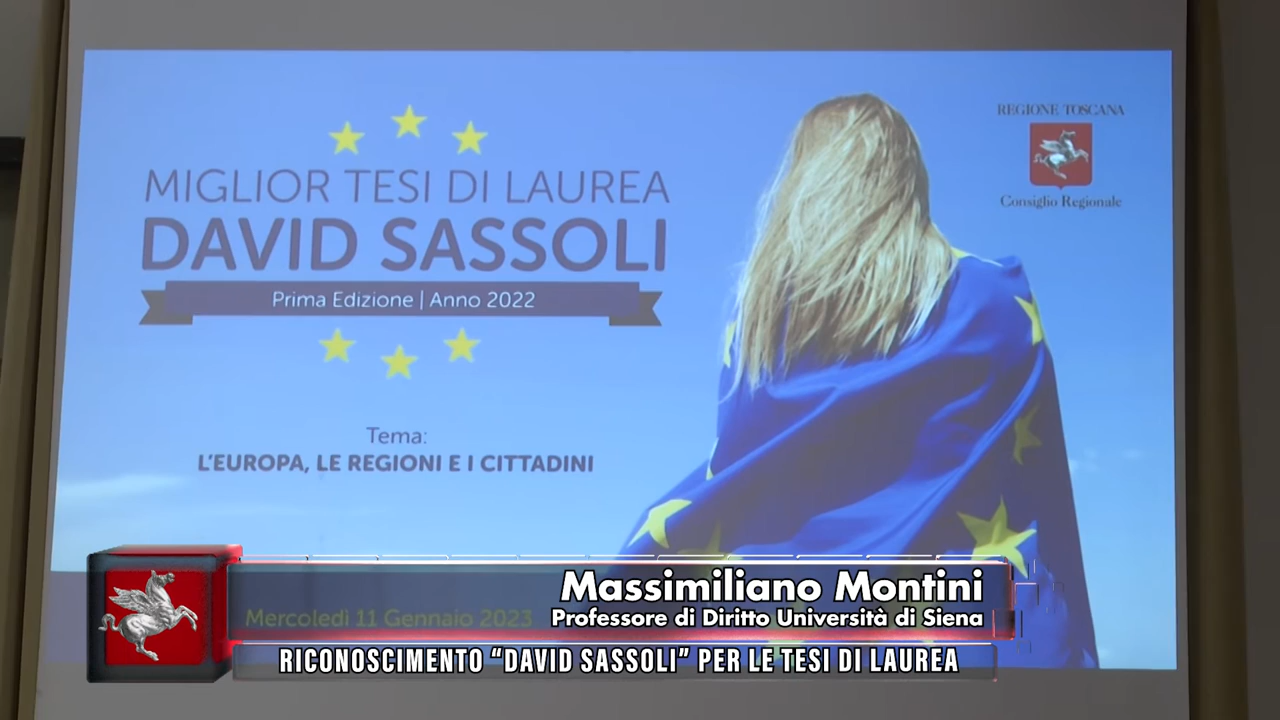 REGIONE TOSCANA
Consiglio Regionale
MIGLIOR TESI DI LAUREA
DAVID SASSOLI
Prima Edizione | Anno 2022
Tema:
L'EUROPA, LE REGIONI E I CITTADINI
Massimiliano Montini
Mercoledì 11 Gennaio 2023
Professore di Diritto Università di Siena
RICONOSCIMENTO “DAVID SASSOLI” PER LE TESI DI LAUREA